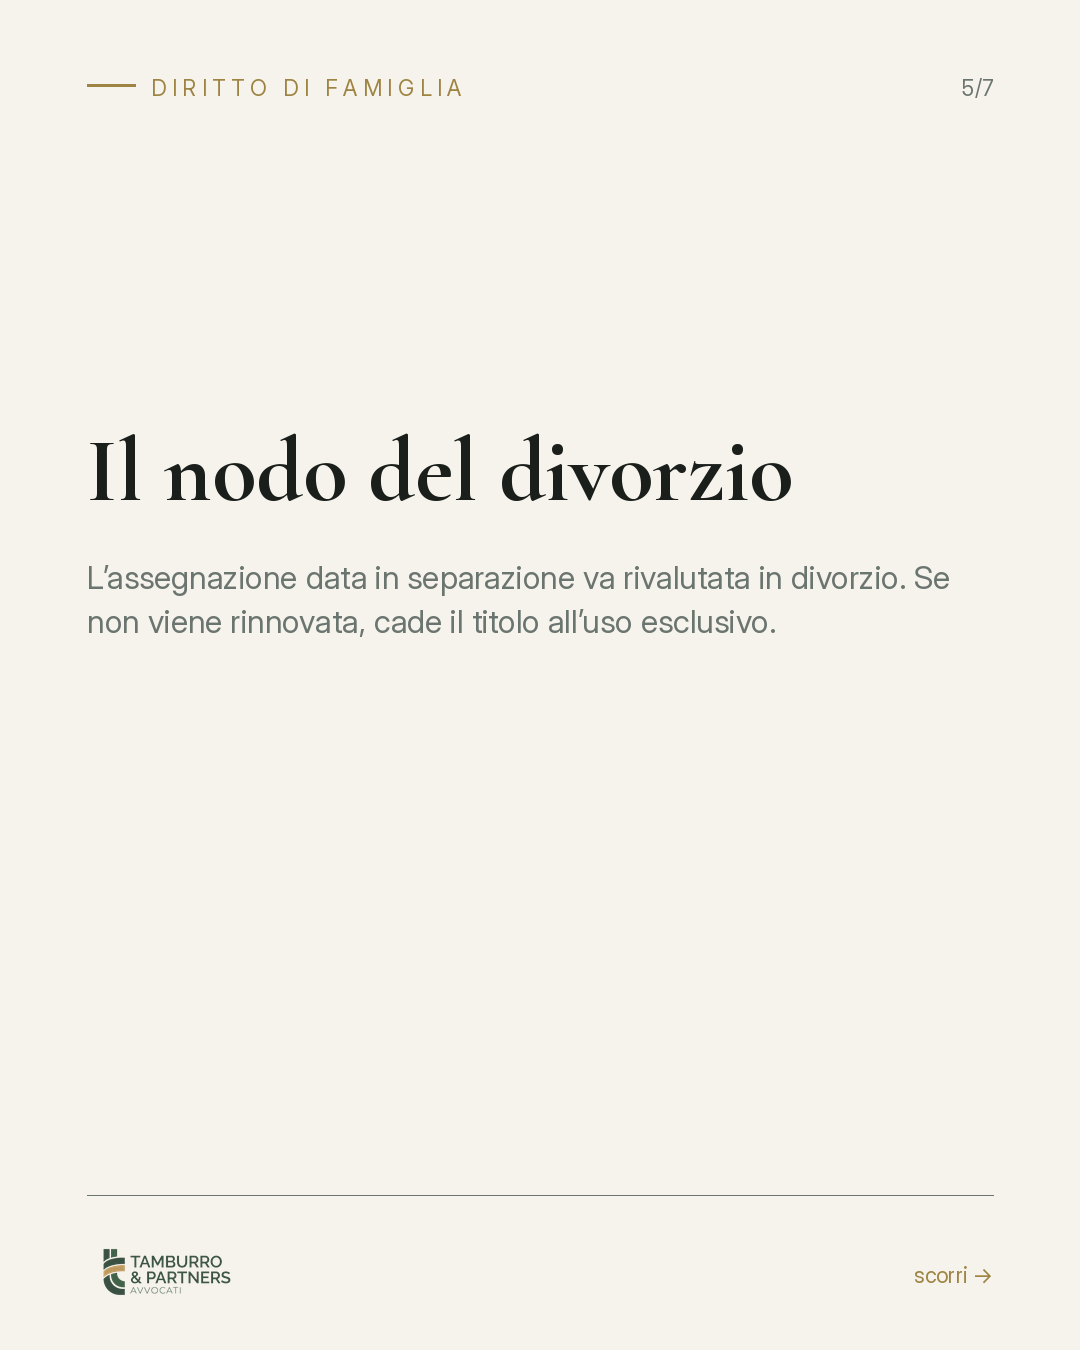 DIRITTO DI FAMIGLIA
5/7
Il nodo del divorzio
L’assegnazione data in separazione va rivalutata in divorzio. Se
non viene rinnovata, cade il titolo all’uso esclusivo.
TAMBURRO
& PARTNERS
AVVOCATI
scorri →